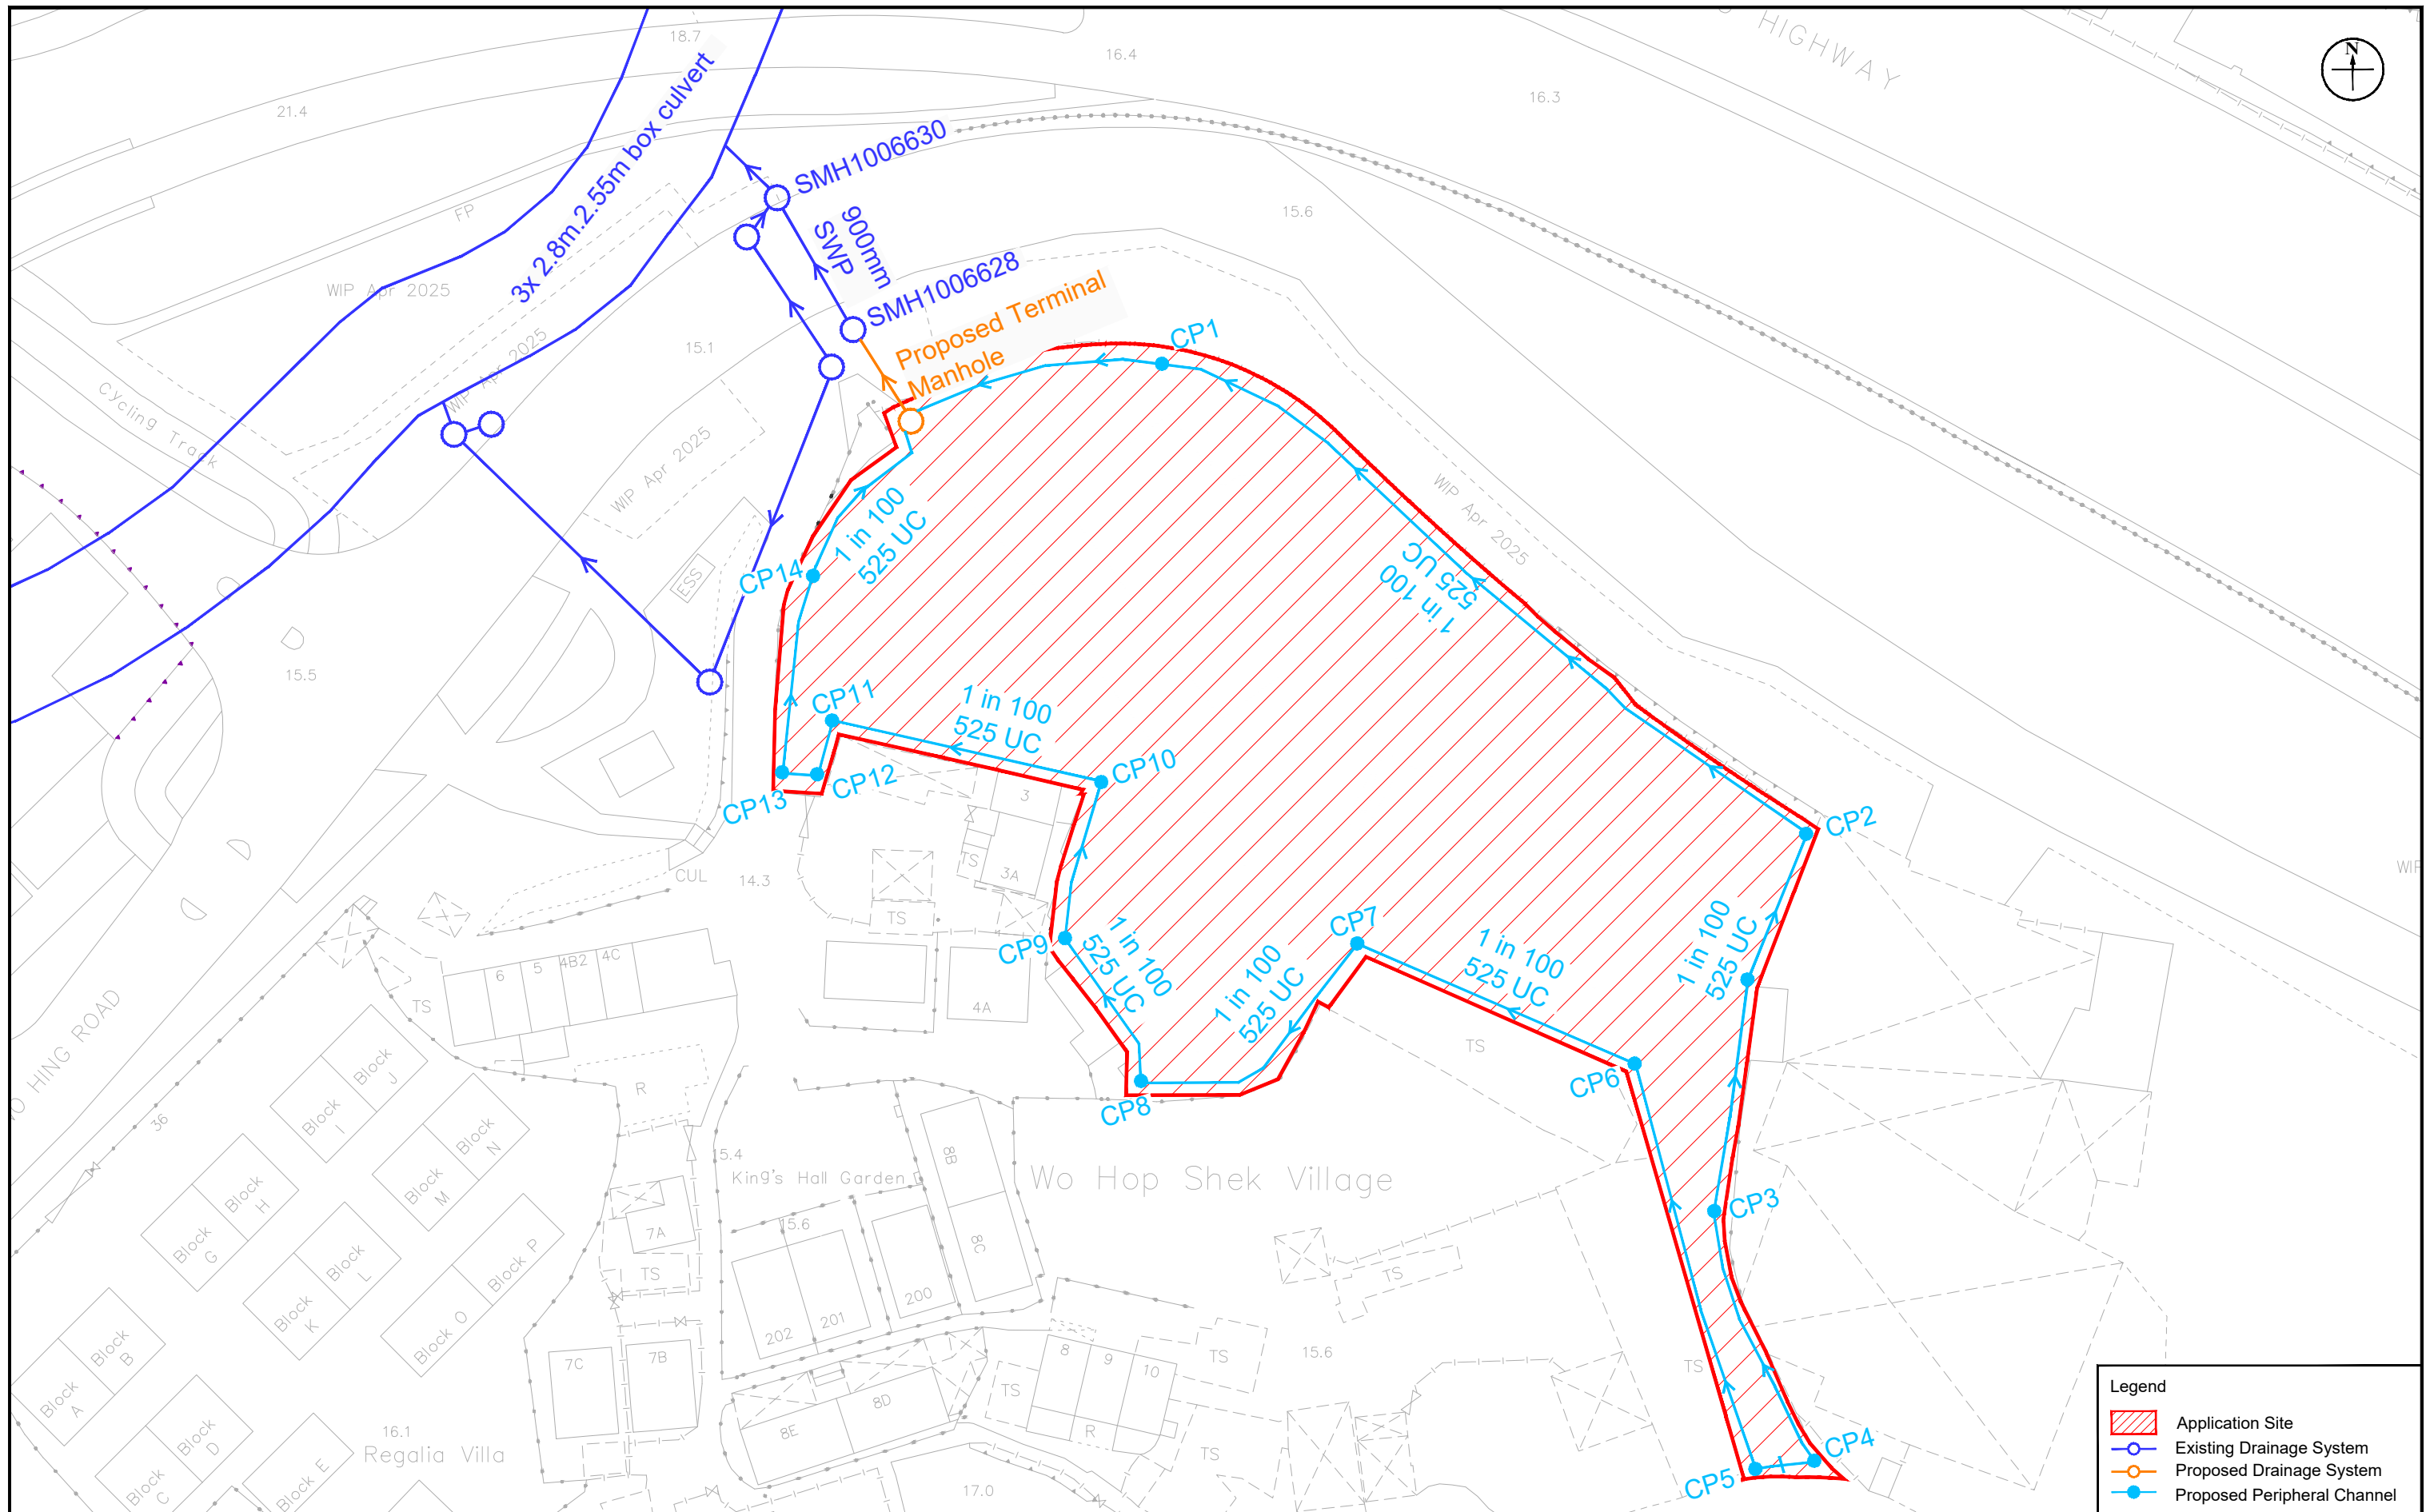 18.7
16.4
HIGHWAY
16.3
N
21.4
3x 2.8m.2.55m box culvert
SMH1006630
FP
900mm
SWP
15.6
WIP Apr 2025
SMH1006628
Proposed Terminal
Manhole
CP1
15.1
WIP Apr 2025
Cycling Track
WIP Apr 2025
WIP Apr 2025
1 in 100
525 UC
1 in 100
525 UC
CP14
ESS
15.5
CP11
1 in 100
525 UC
CP10
CP12
CP13
3
CP2
TS
3A
CUL
14.3
TS
WIP
CP9
1 in 100
525 UC
CP7
1 in 100
525 UC
1 in 100
525 UC
1 in 100
525 UC
6
5
4B2
4C
TS
4A
TS
CP6
CP8
O HING ROAD
36
Block
J
Block
I
R
Block
N
Block
M
15.4
King's Hall Garden
8B
8C
Wo Hop Shek Village
CP3
Block
H
Block
G
7A
15.6
TS
Block
L
Block
K
Block P
Block O
202
201
200
TS
Block
B
Block
A
7C
7B
8
9
10
TS
15.6
TS
TS
8D
8E
R
TS
Block
D
Block
C
Block E
16.1
Regalia Villa
17.0
CP4
CP5
Legend
Application Site
Existing Drainage System
Proposed Drainage System
Proposed Peripheral Channel